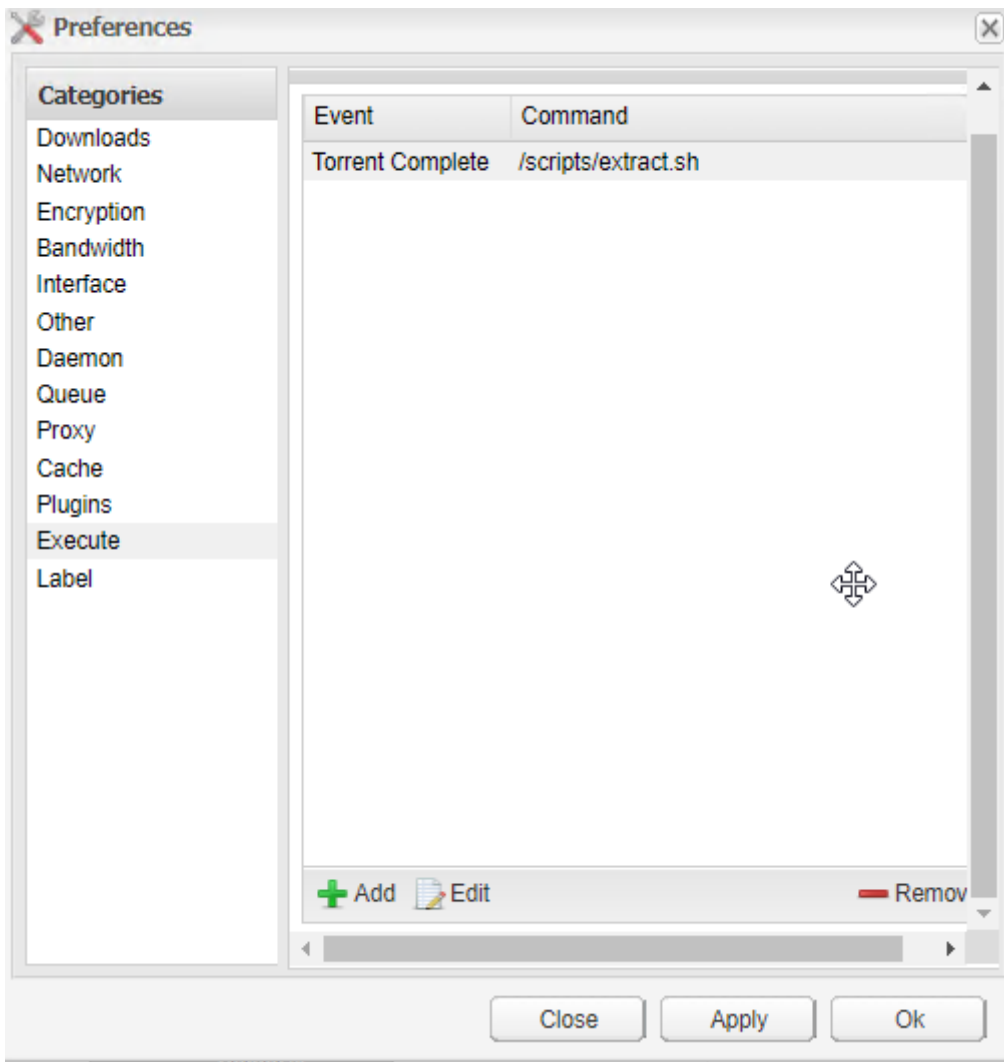 Preferences
Categories
Downloads
Network
Encryption
Bandwidth
Interface
Other
Daemon
Queue
Proxy
Cache
Plugins
Execute
Label
Event Command
Torrent Complete /scripts/extract.sh
Add Edit Remov
Close Apply Ok